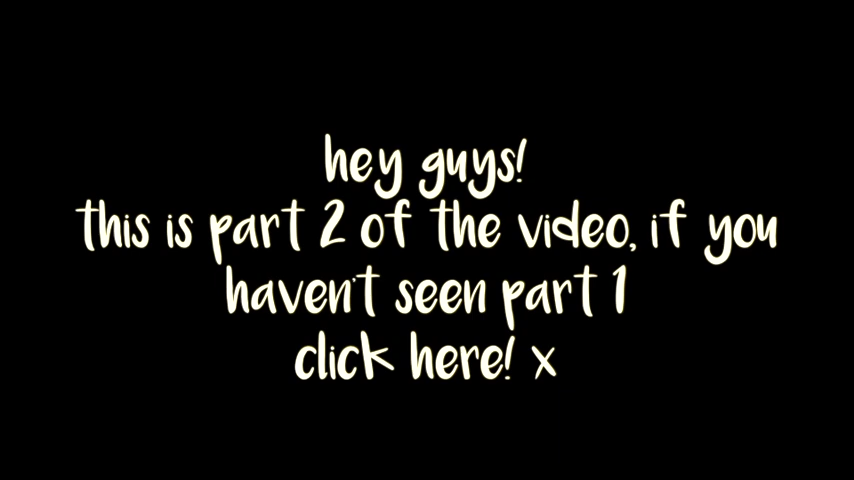 hey guys!
this is part 2 of the video, if you
haven't seen part 1
click here! x